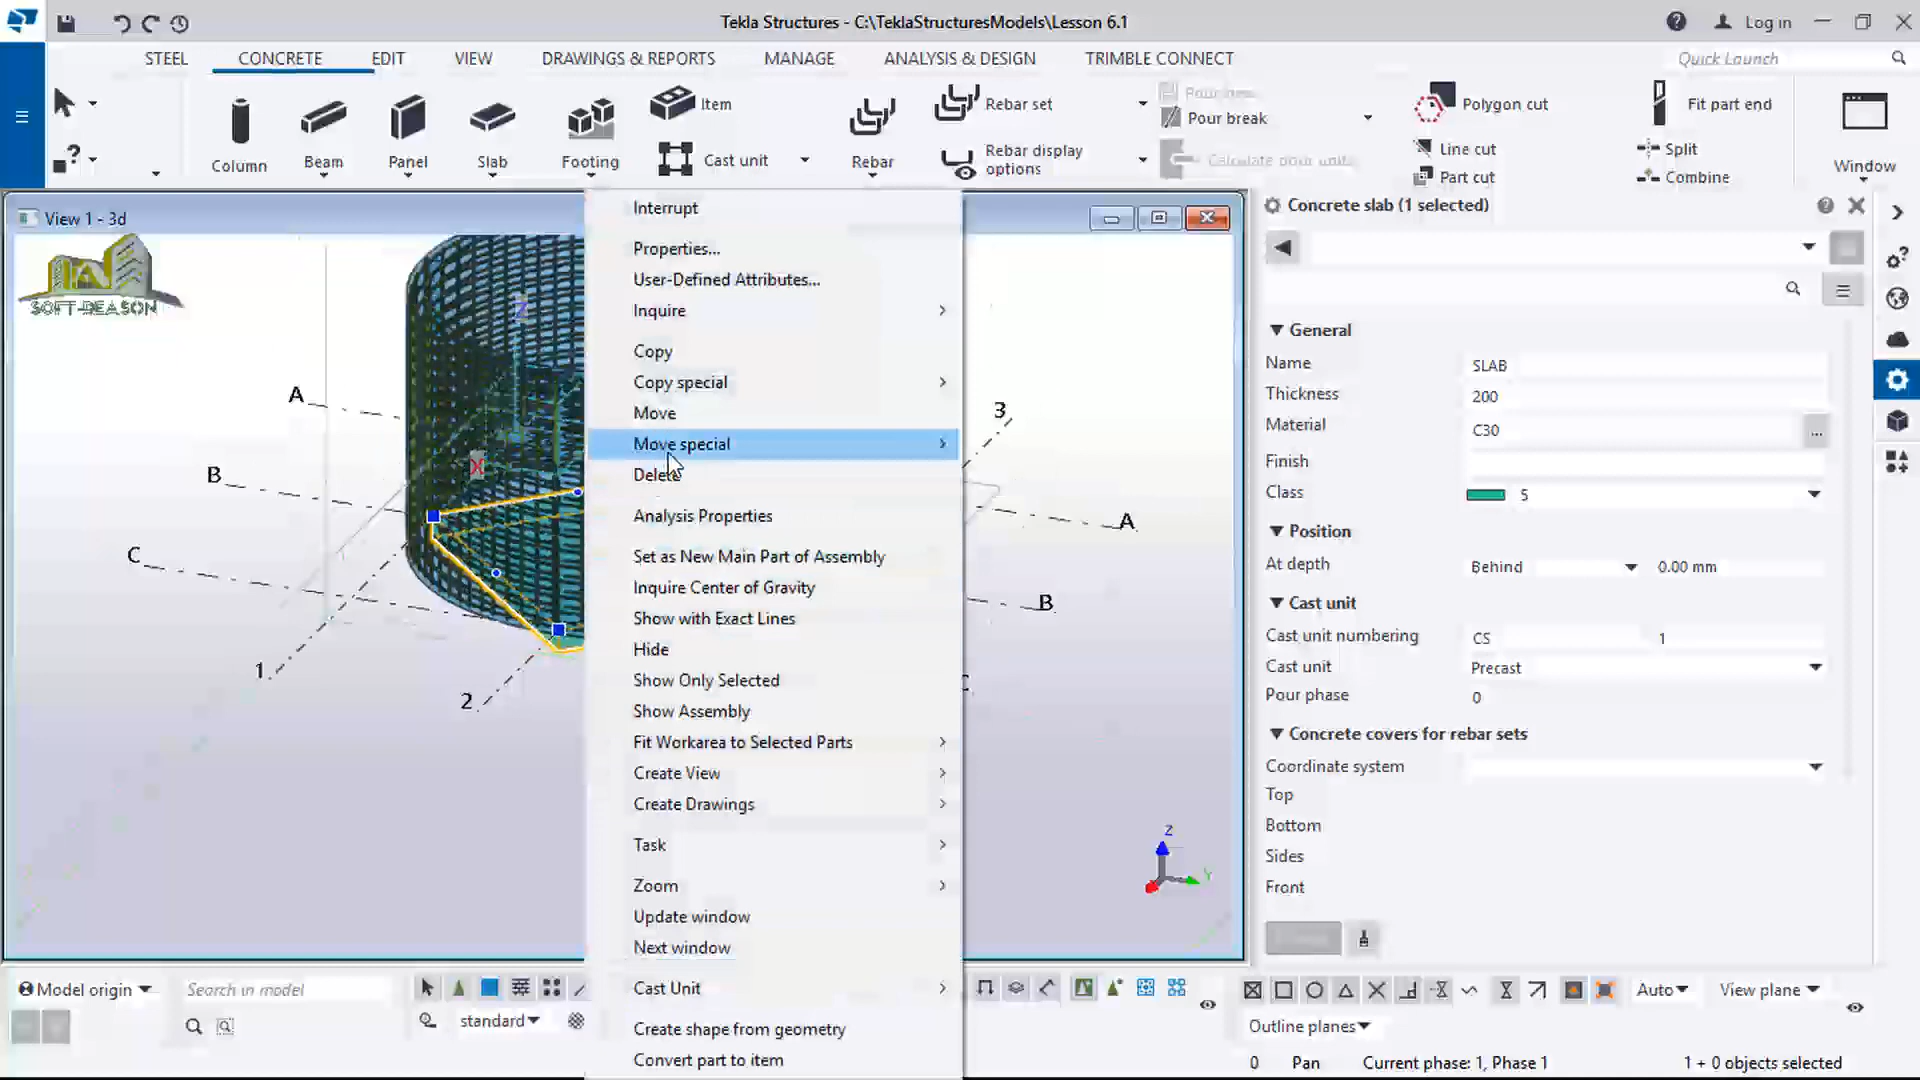 Tekla Structures - C:\TeklaStructuresModels\Lesson 6.1
Log in
STEEL
CONCRETE
EDIT
VIEW
DRAWINGS & REPORTS
MANAGE
ANALYSIS & DESIGN
TRIMBLE CONNECT
Quick Launch
Column
Beam
Panel
Slab
Footing
Item
Cast unit
Rebar
Rebar set
Rebar display
options
Pour break
Calculate pour units
Polygon cut
Line cut
Part cut
Fit part end
Split
Combine
Window
View 1 - 3d
SOFT-DEASON
A
B
C
1
2
3
A
B
C
Z
X
Z
Y
Interrupt
Properties...
User-Defined Attributes...
Inquire
Copy
Copy special
Move
Move special
Delete
Analysis Properties
Set as New Main Part of Assembly
Inquire Center of Gravity
Show with Exact Lines
Hide
Show Only Selected
Show Assembly
Fit Workarea to Selected Parts
Create View
Create Drawings
Task
Zoom
Update window
Next window
Cast Unit
Create shape from geometry
Convert part to item
Concrete slab (1 selected)
General
Name SLAB
Thickness 200
Material C30 ...
Finish
Class 5
Position
At depth Behind 0.00 mm
Cast unit
Cast unit numbering CS 1
Cast unit Precast
Pour phase 0
Concrete covers for rebar sets
Coordinate system
Top
Bottom
Sides
Front
Model origin
Search in model
standard
Auto
View plane
Outline planes
0 Pan Current phase: 1, Phase 1 1 + 0 objects selected